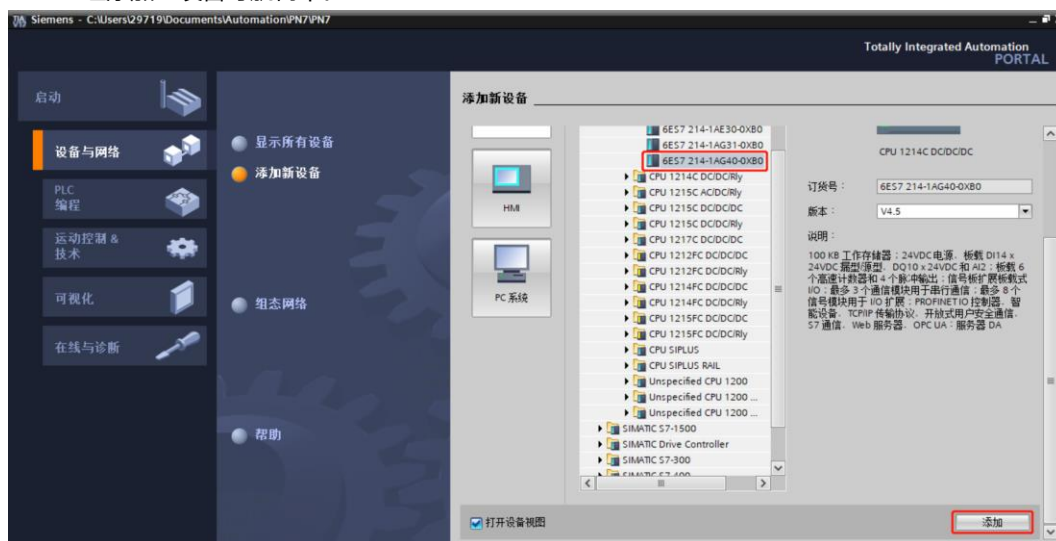 Siemens - C:\Users\29719\Documents\Automation\PN7\PN7
Totally Integrated Automation
PORTAL
启动
设备与网络
PLC
编程
运动控制 &
技术
可视化
在线与诊断
显示所有设备
添加新设备
组态网络
帮助
添加新设备
HMI
PC 系统
6ES7 214-1AE30-0XB0
6ES7 214-1AG31-0XB0
6ES7 214-1AG40-0XB0
CPU 1214C DC/DC/Rly
CPU 1215C AC/DC/Rly
CPU 1215C DC/DC/DC
CPU 1215C DC/DC/Rly
CPU 1217C DC/DC/DC
CPU 1212FC DC/DC/DC
CPU 1212FC DC/DC/Rly
CPU 1214FC DC/DC/DC
CPU 1214FC DC/DC/Rly
CPU 1215FC DC/DC/DC
CPU 1215FC DC/DC/Rly
CPU SIPLUS
CPU SIPLUS RAIL
Unspecified CPU 1200
Unspecified CPU 1200 ...
Unspecified CPU 1200 ...
SIMATIC S7-1500
SIMATIC Drive Controller
SIMATIC S7-300
SIMATIC S7-400
CPU 1214C DC/DC/DC
订货号：
6ES7 214-1AG40-0XB0
版本：
V4.5
说明：
100 KB 工作存储器；24VDC 电源，板载 DI14 x
24VDC 漏型/源型，DQ10 x 24VDC 和 AI2；板载 6
个高速计数器和 4 个脉冲输出；信号板扩展板载式
I/O；最多 3 个通信模块用于串行通信；最多 8 个
信号模块用于 I/O 扩展；PROFINET IO 控制器，智
能设备，TCP/IP 传输协议，开放式用户安全通信，
S7 通信，Web 服务器，OPC UA：服务器 DA
打开设备视图
添加